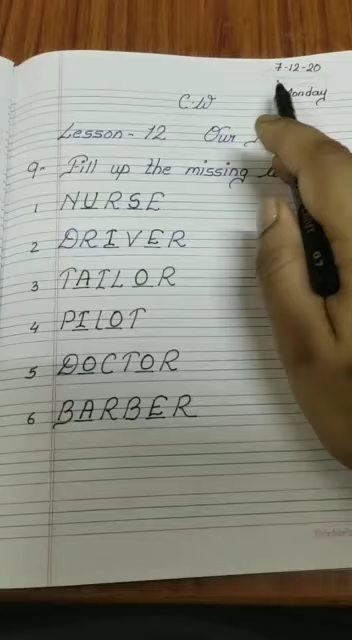 7-12-20
Monday
C.W
Lesson-12 Our
Q- Fill up the missing
1 NURSE
2 DRIVER
3 TAILOR
4 PILOT
5 DOCTOR
6 BARBER